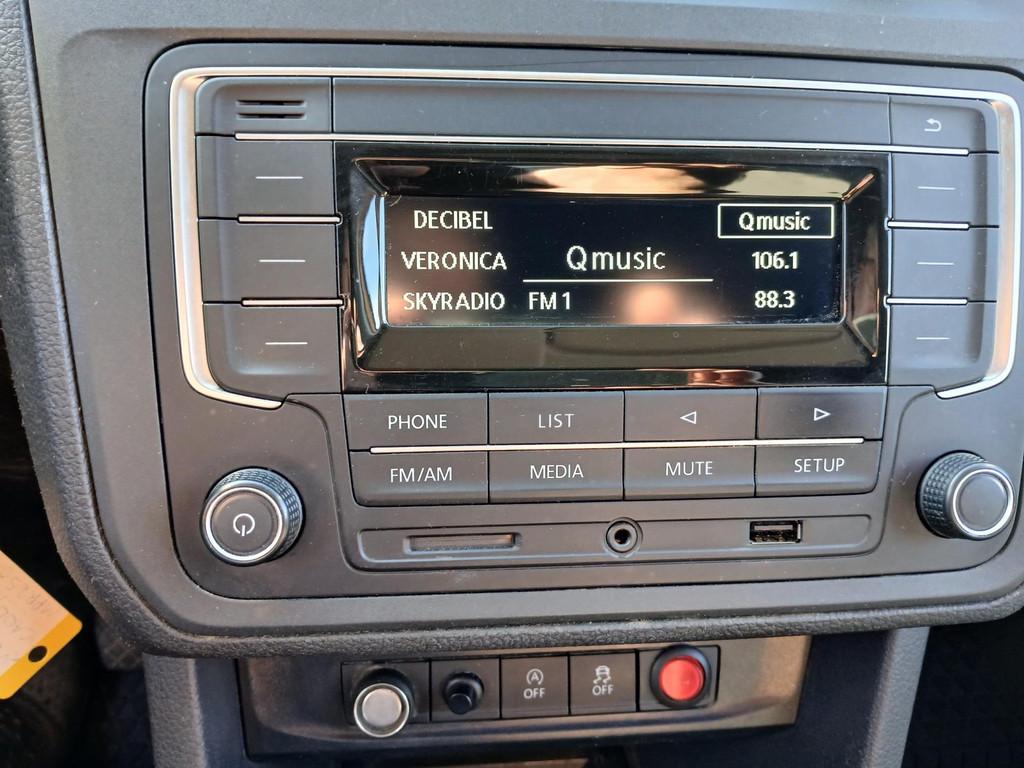 DECIBEL
Qmusic
VERONICA
Qmusic
106.1
SKYRADIO
FM 1
88.3
PHONE
LIST
FM/AM
MEDIA
MUTE
SETUP
A
OFF
OFF